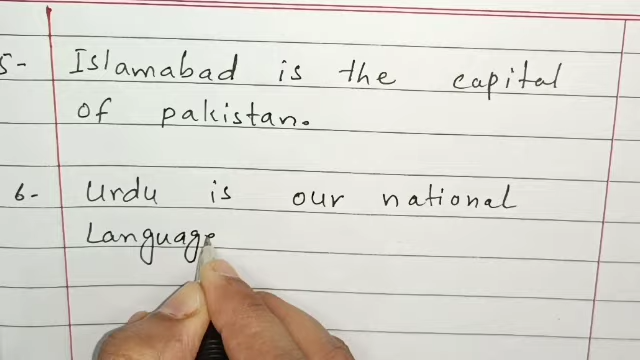 5- Islamabad is the capital
of pakistan.
6- Urdu is our national
Language